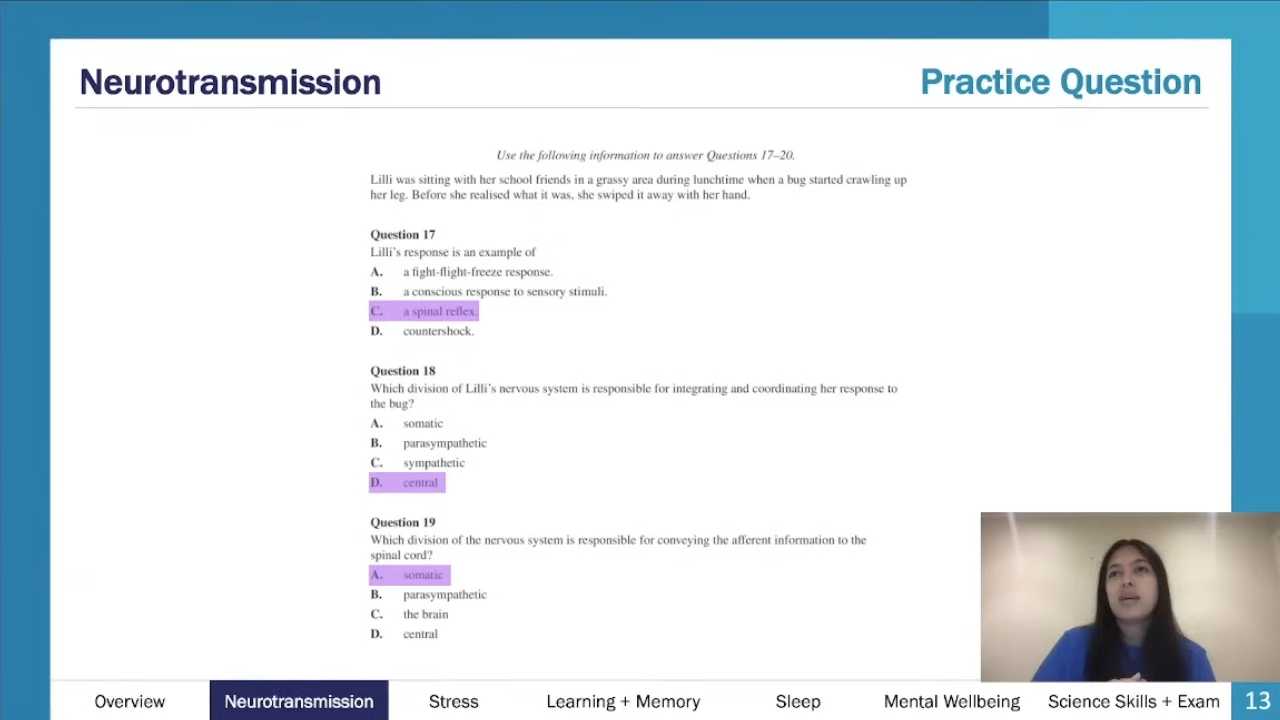 Neurotransmission
Practice Question
Use the following information to answer Questions 17–20.
Lilli was sitting with her school friends in a grassy area during lunchtime when a bug started crawling up
her leg. Before she realised what it was, she swiped it away with her hand.
Question 17
Lilli's response is an example of
A. a fight-flight-freeze response.
B. a conscious response to sensory stimuli.
C. a spinal reflex.
D. countershock.
Question 18
Which division of Lilli's nervous system is responsible for integrating and coordinating her response to
the bug?
A. somatic
B. parasympathetic
C. sympathetic
D. central
Question 19
Which division of the nervous system is responsible for conveying the afferent information to the
spinal cord?
A. somatic
B. parasympathetic
C. the brain
D. central
Overview Neurotransmission Stress Learning + Memory Sleep Mental Wellbeing Science Skills + Exam 13